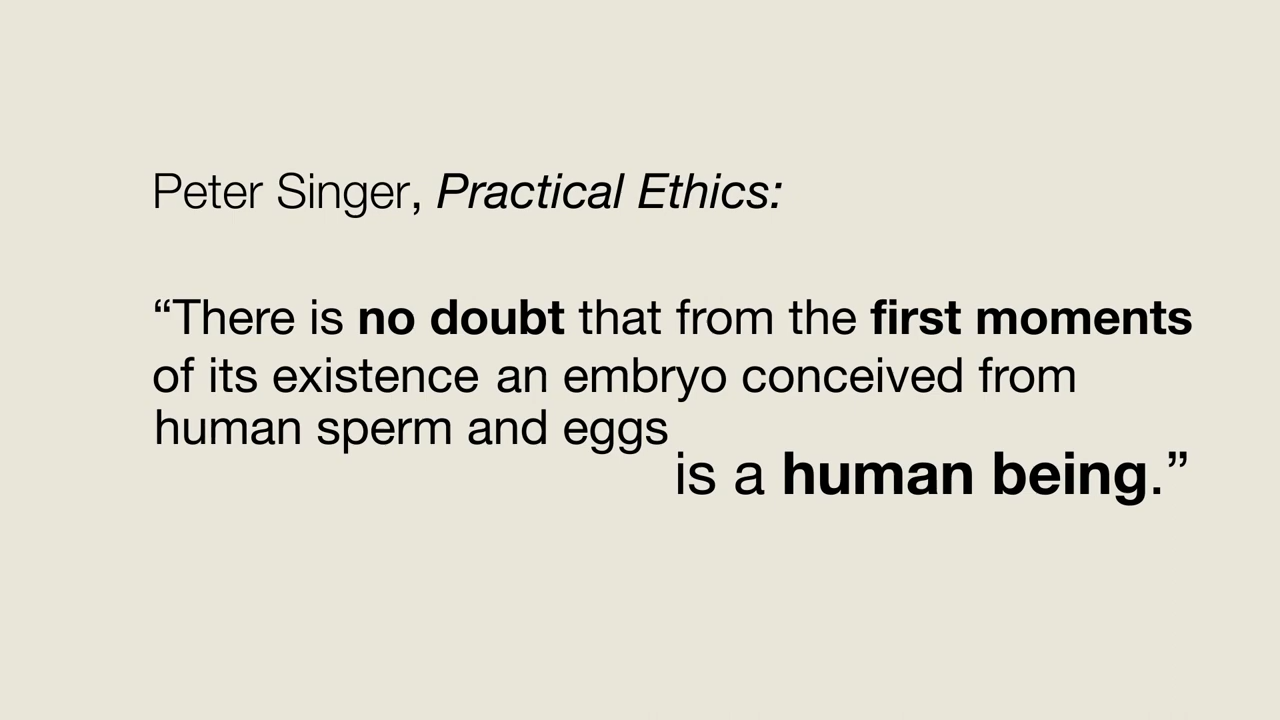 Peter Singer, Practical Ethics:
“There is no doubt that from the first moments
of its existence an embryo conceived from
human sperm and eggs
is a human being.”